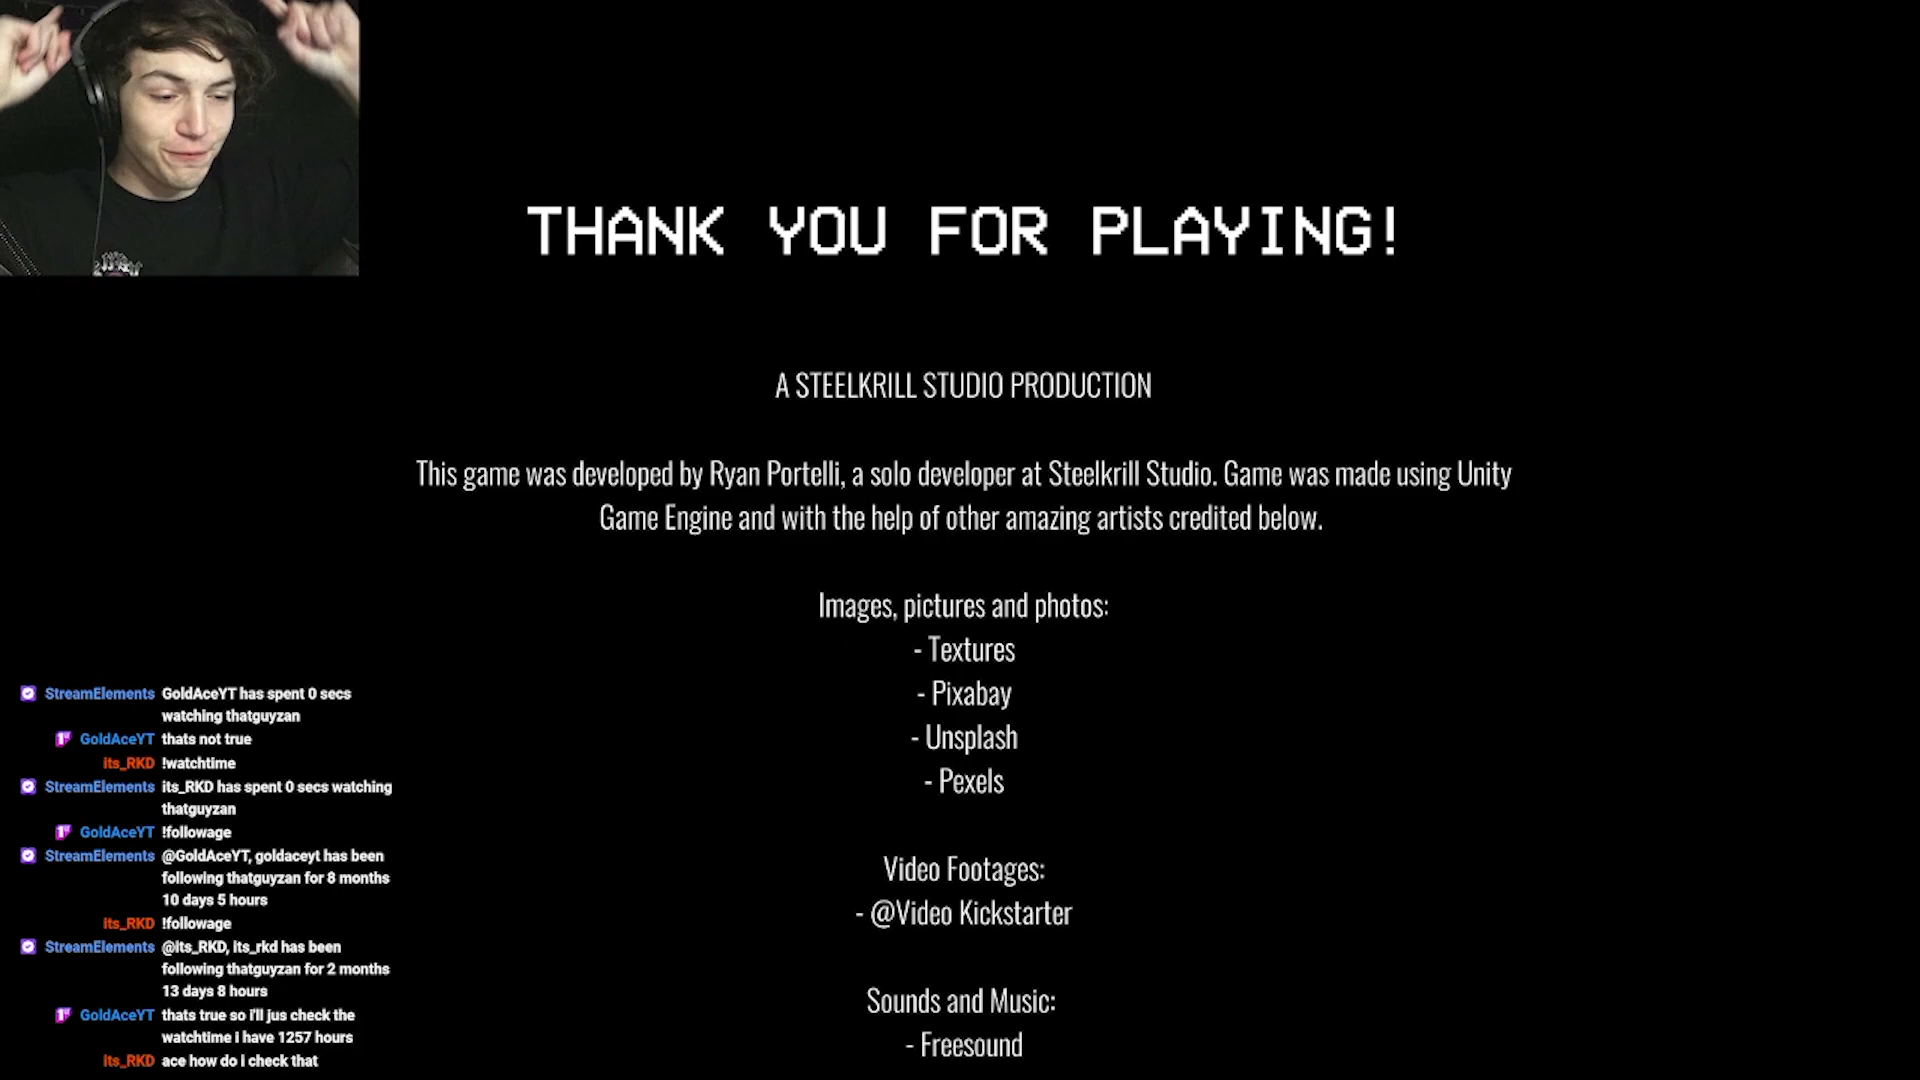 THANK YOU FOR PLAYING!
A STEELKRILL STUDIO PRODUCTION
This game was developed by Ryan Portelli, a solo developer at Steelkrill Studio. Game was made using Unity
Game Engine and with the help of other amazing artists credited below.
Images, pictures and photos:
- Textures
- Pixabay
- Unsplash
- Pexels
Video Footages:
- @Video Kickstarter
Sounds and Music:
- Freesound
StreamElements GoldAceYT has spent 0 secs
watching thatguyzan
GoldAceYT thats not true
its_RKD !watchtime
StreamElements its_RKD has spent 0 secs watching
thatguyzan
GoldAceYT !followage
StreamElements @GoldAceYT, goldaceyt has been
following thatguyzan for 8 months
10 days 5 hours
its_RKD !followage
StreamElements @its_RKD, its_rkd has been
following thatguyzan for 2 months
13 days 8 hours
GoldAceYT thats true so i'll jus check the
watchtime i have 1257 hours
its_RKD ace how do i check that